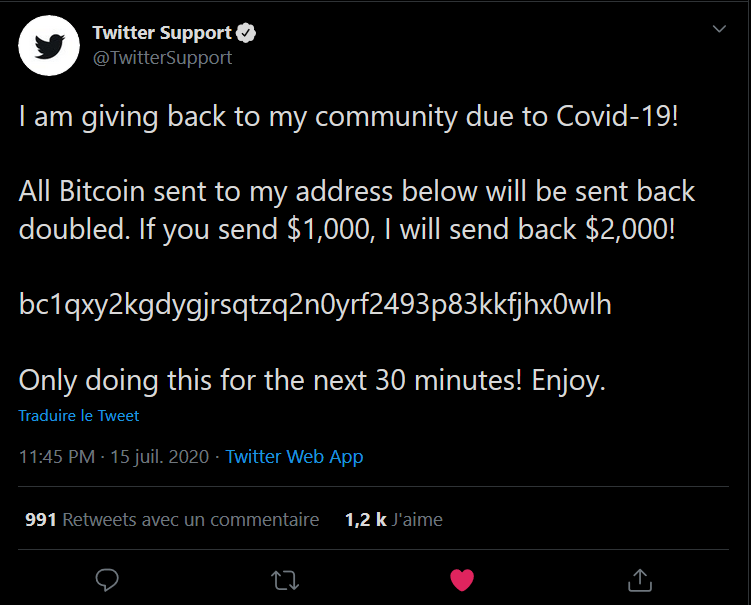 Twitter Support
@TwitterSupport
I am giving back to my community due to Covid-19!
All Bitcoin sent to my address below will be sent back
doubled. If you send $1,000, I will send back $2,000!
bc1qxy2kgdygjrsqtzq2n0yrf2493p83kkfjhx0wlh
Only doing this for the next 30 minutes! Enjoy.
Traduire le Tweet
11:45 PM · 15 juil. 2020 · Twitter Web App
991 Retweets avec un commentaire 1,2 k J'aime